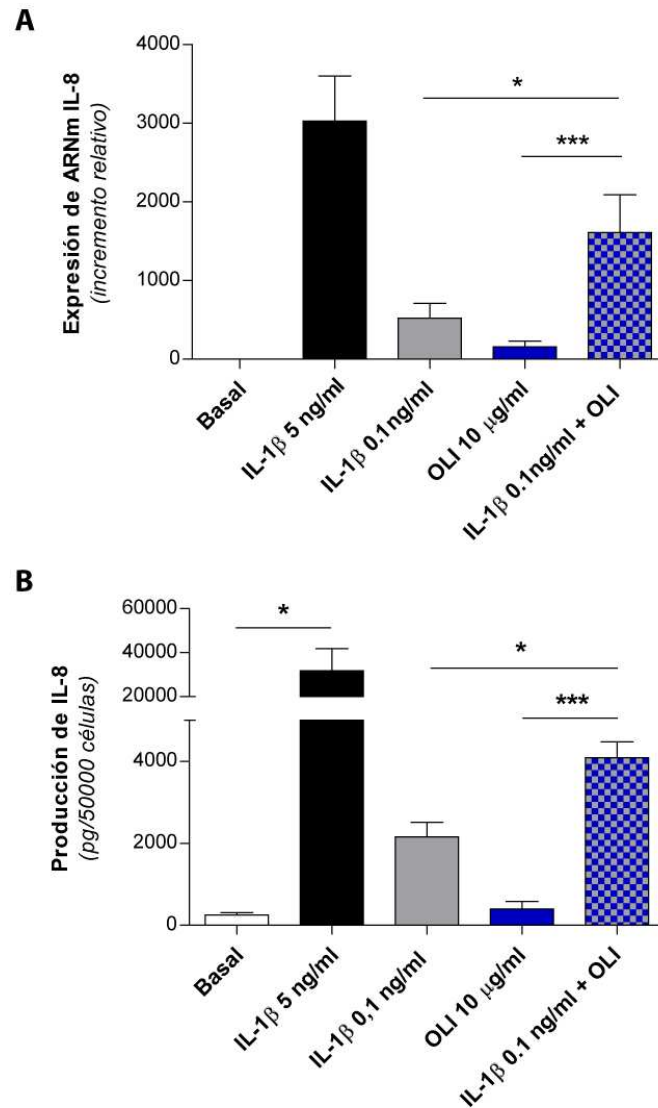 A
Expresión de ARNm IL-8
(incremento relativo)
4000
3000
2000
1000
0
*
***
Basal
IL-1β 5 ng/ml
IL-1β 0.1ng/ml
OLI 10 µg/ml
IL-1β 0.1ng/ml + OLI
B
Producción de IL-8
(pg/50000 células)
60000
40000
20000
4000
2000
0
*
*
***
Basal
IL-1β 5 ng/ml
IL-1β 0,1 ng/ml
OLI 10 µg/ml
IL-1β 0.1 ng/ml + OLI